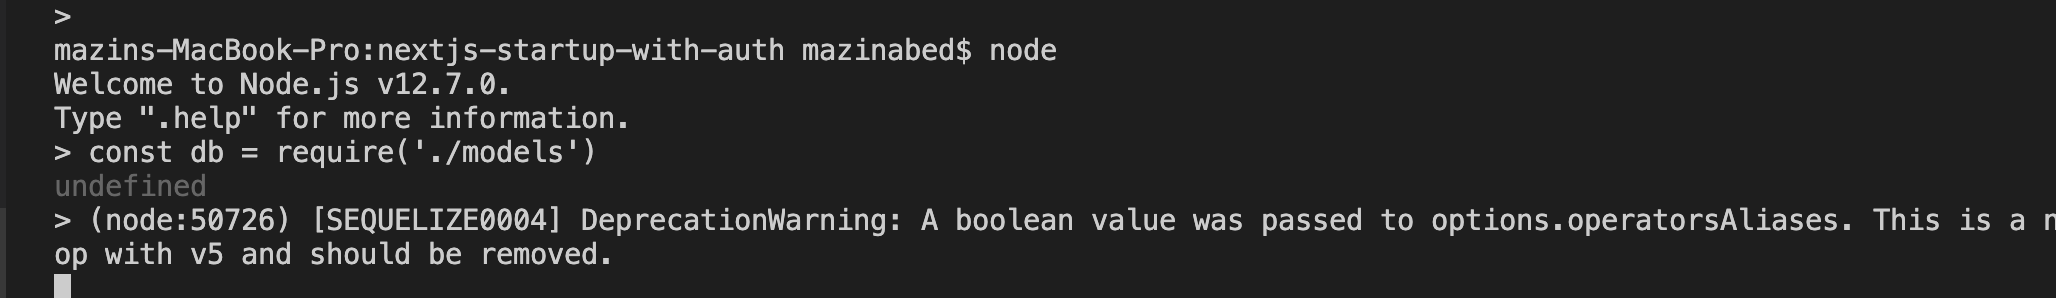 >
mazins-MacBook-Pro:nextjs-startup-with-auth mazinabed$ node
Welcome to Node.js v12.7.0.
Type ".help" for more information.
> const db = require('./models')
undefined
> (node:50726) [SEQUELIZE0004] DeprecationWarning: A boolean value was passed to options.operatorsAliases. This is a n
op with v5 and should be removed.